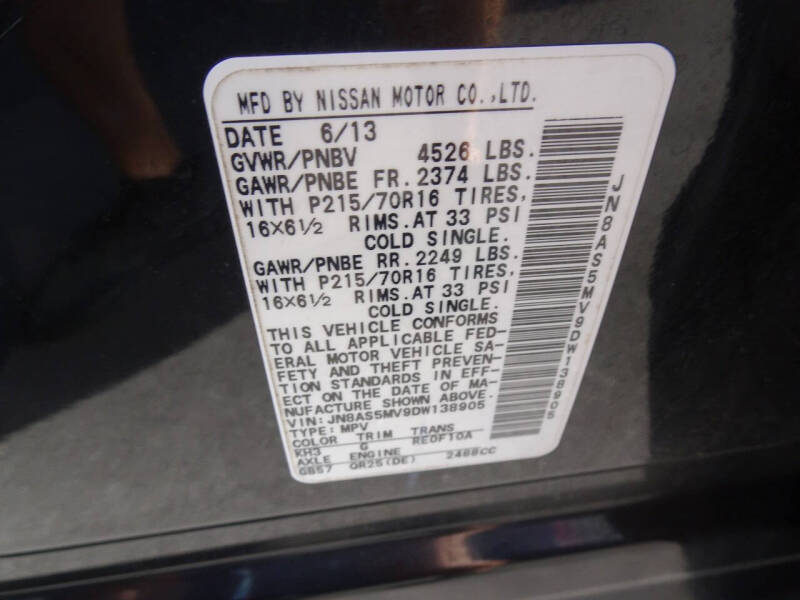 MFD BY NISSAN MOTOR CO.,LTD.
DATE 6/13
GVWR/PNBV 4526 LBS.
GAWR/PNBE FR. 2374 LBS.
WITH P215/70R16 TIRES,
16X6½ RIMS.AT 33 PSI
COLD SINGLE.
GAWR/PNBE RR. 2249 LBS.
WITH P215/70R16 TIRES,
16X6½ RIMS.AT 33 PSI
COLD SINGLE.
THIS VEHICLE CONFORMS
TO ALL APPLICABLE FED-
ERAL MOTOR VEHICLE SA-
FETY AND THEFT PREVEN-
TION STANDARDS IN EFF-
ECT ON THE DATE OF MA-
NUFACTURE SHOWN ABOVE.
VIN: JN8AS5MV9DW138905
TYPE: MPV
COLOR TRIM TRANS
KH3 G RE0F10A
AXLE ENGINE
GB57 QR25(DE) 2488CC
JN8AS5MV9DW138905